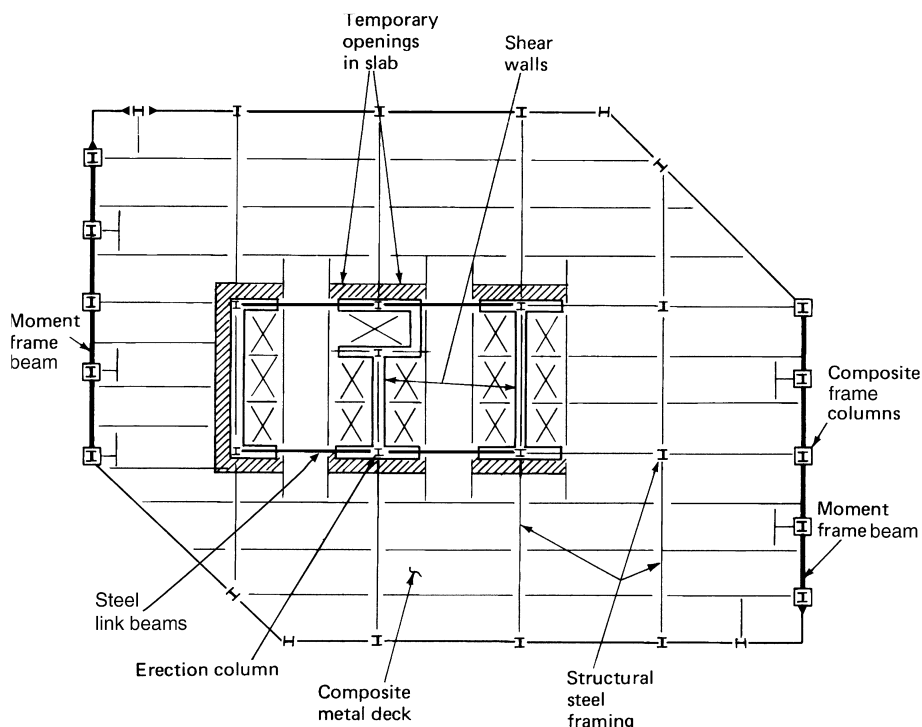 Temporary
openings
in slab
Shear
walls
Moment
frame
beam
Composite
frame
columns
Moment
frame beam
Steel
link beams
Erection column
Composite
metal deck
Structural
steel
framing